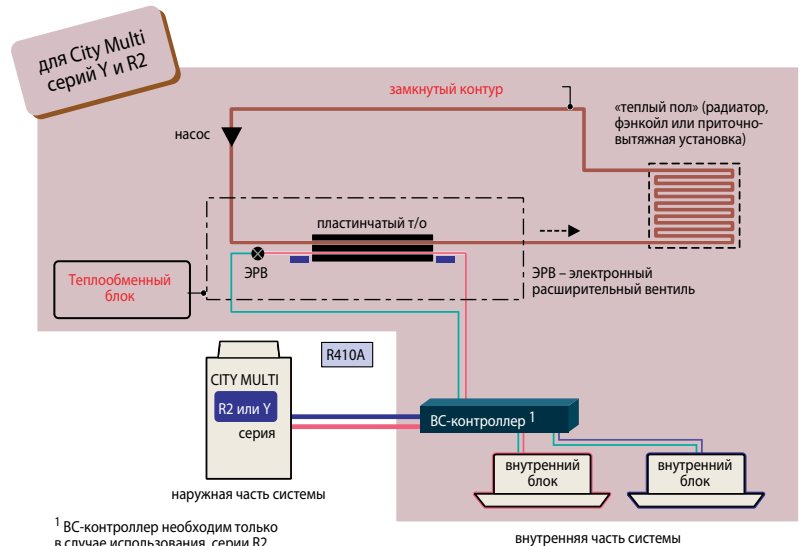 для City Multi
серий Y и R2
замкнутый контур
«теплый пол» (радиатор,
фэнкойл или приточно-
вытяжная установка)
насос
пластинчатый т/о
ЭРВ
ЭРВ – электронный
расширительный вентиль
Теплообменный
блок
R410A
CITY MULTI
R2 или Y
серия
BC-контроллер 1
внутренний
блок
внутренний
блок
наружная часть системы
1 BC-контроллер необходим только
в случае использования серии R2
внутренняя часть системы